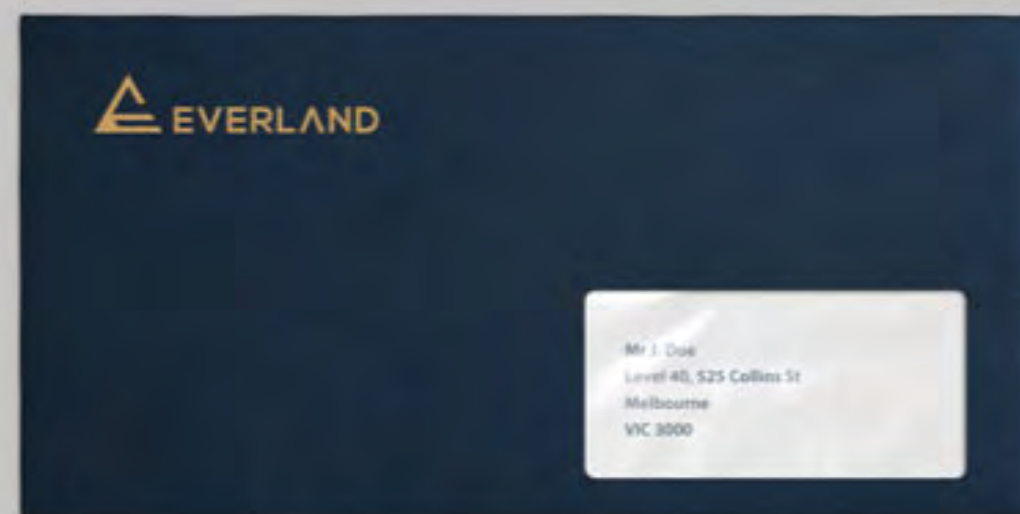 EVERLAND
Mr J. Doe
Level 40, 525 Collins St
Melbourne
VIC 3000